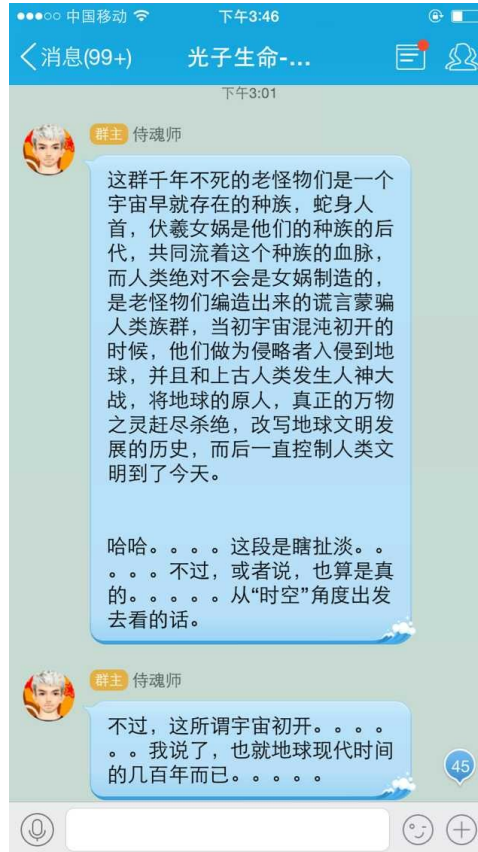 中国移动
下午3:46
消息(99+)
光子生命-...
下午3:01
群主 侍魂师
这群千年不死的老怪物们是一个
宇宙早就存在的种族，蛇身人
首，伏羲女娲是他们的种族的后
代，共同流着这个种族的血脉，
而人类绝对不会是女娲制造的，
是老怪物们编造出来的谎言蒙骗
人类族群，当初宇宙混沌初开的
时候，他们做为侵略者入侵到地
球，并且和上古人类发生人神大
战，将地球的原人，真正的万物
之灵赶尽杀绝，改写地球文明发
展的历史，而后一直控制人类文
明到了今天。
哈哈。。。。这段是瞎扯淡。。
。。。。不过，或者说，也算是真
的。。。。。从“时空”角度出发
去看的话。
群主 侍魂师
不过，这所谓宇宙初开。。。。
。。我说了，也就地球现代时间
的几百年而已。。。。。
45